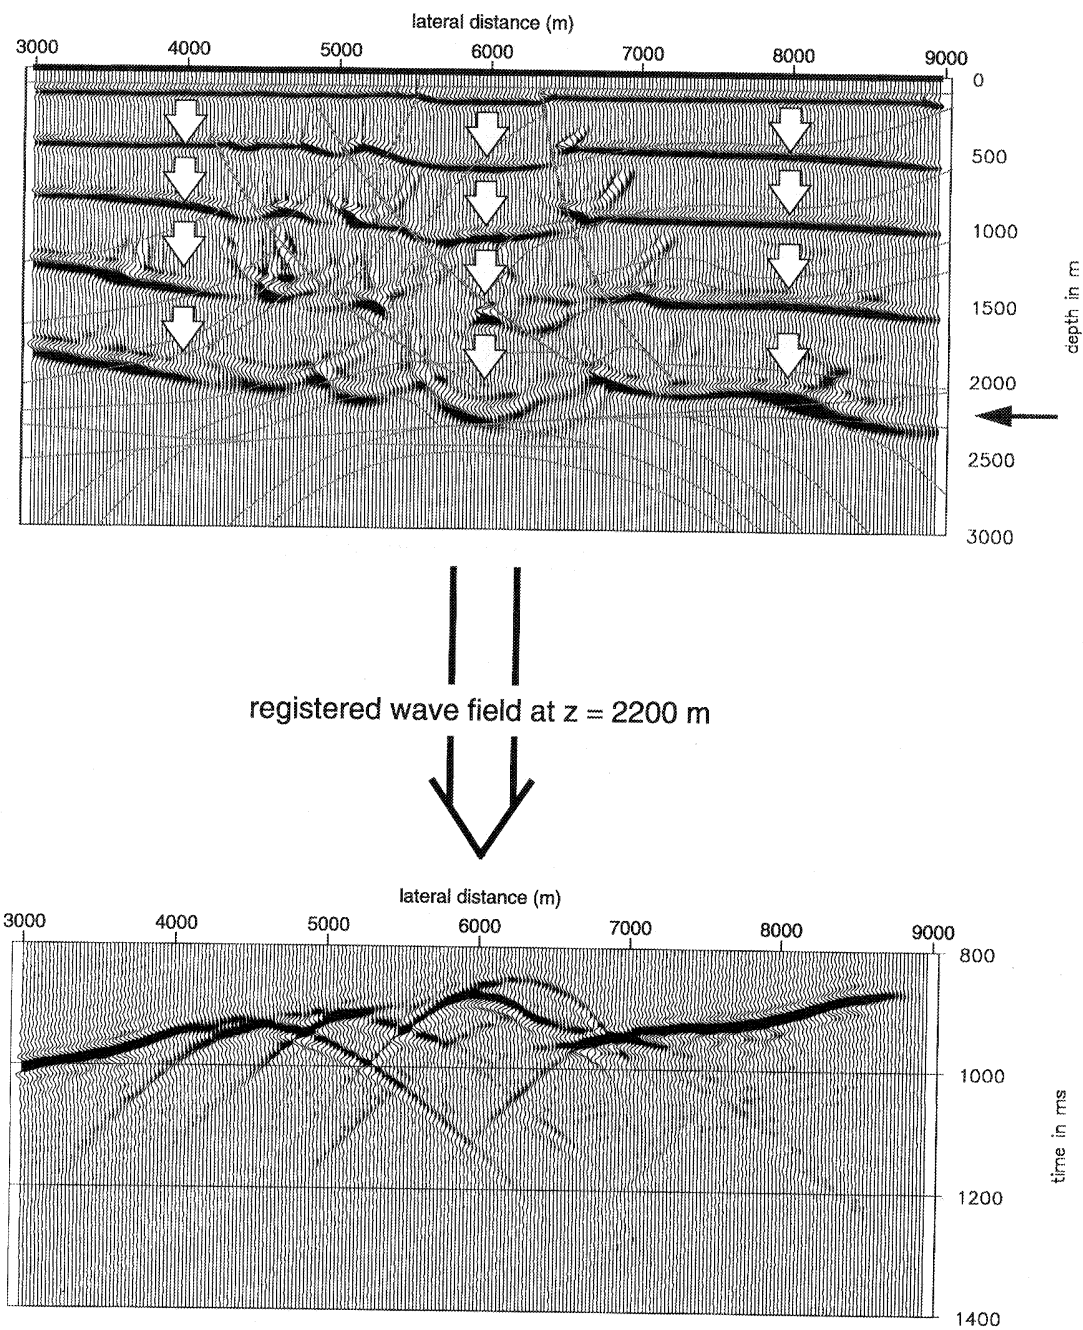 lateral distance (m)
3000 4000 5000 6000 7000 8000 9000
0
500
1000
1500
2000
2500
3000
depth in m
registered wave field at z = 2200 m
lateral distance (m)
3000 4000 5000 6000 7000 8000 9000
800
1000
1200
1400
time in ms